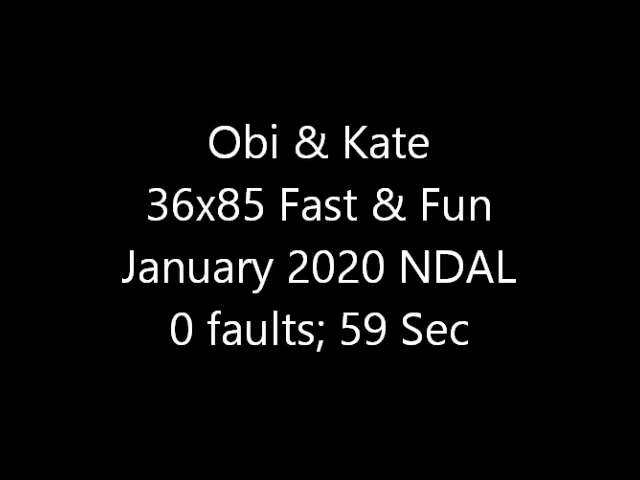 Obi & Kate
36x85 Fast & Fun
January 2020 NDAL
0 faults; 59 Sec